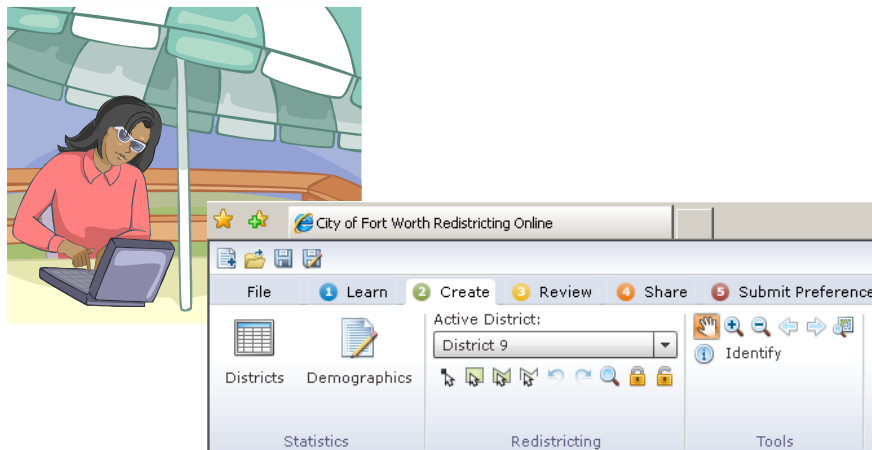 City of Fort Worth Redistricting Online
File 1 Learn 2 Create 3 Review 4 Share 5 Submit Preference
Active District:
District 9
Identify
Districts Demographics
Statistics Redistricting Tools